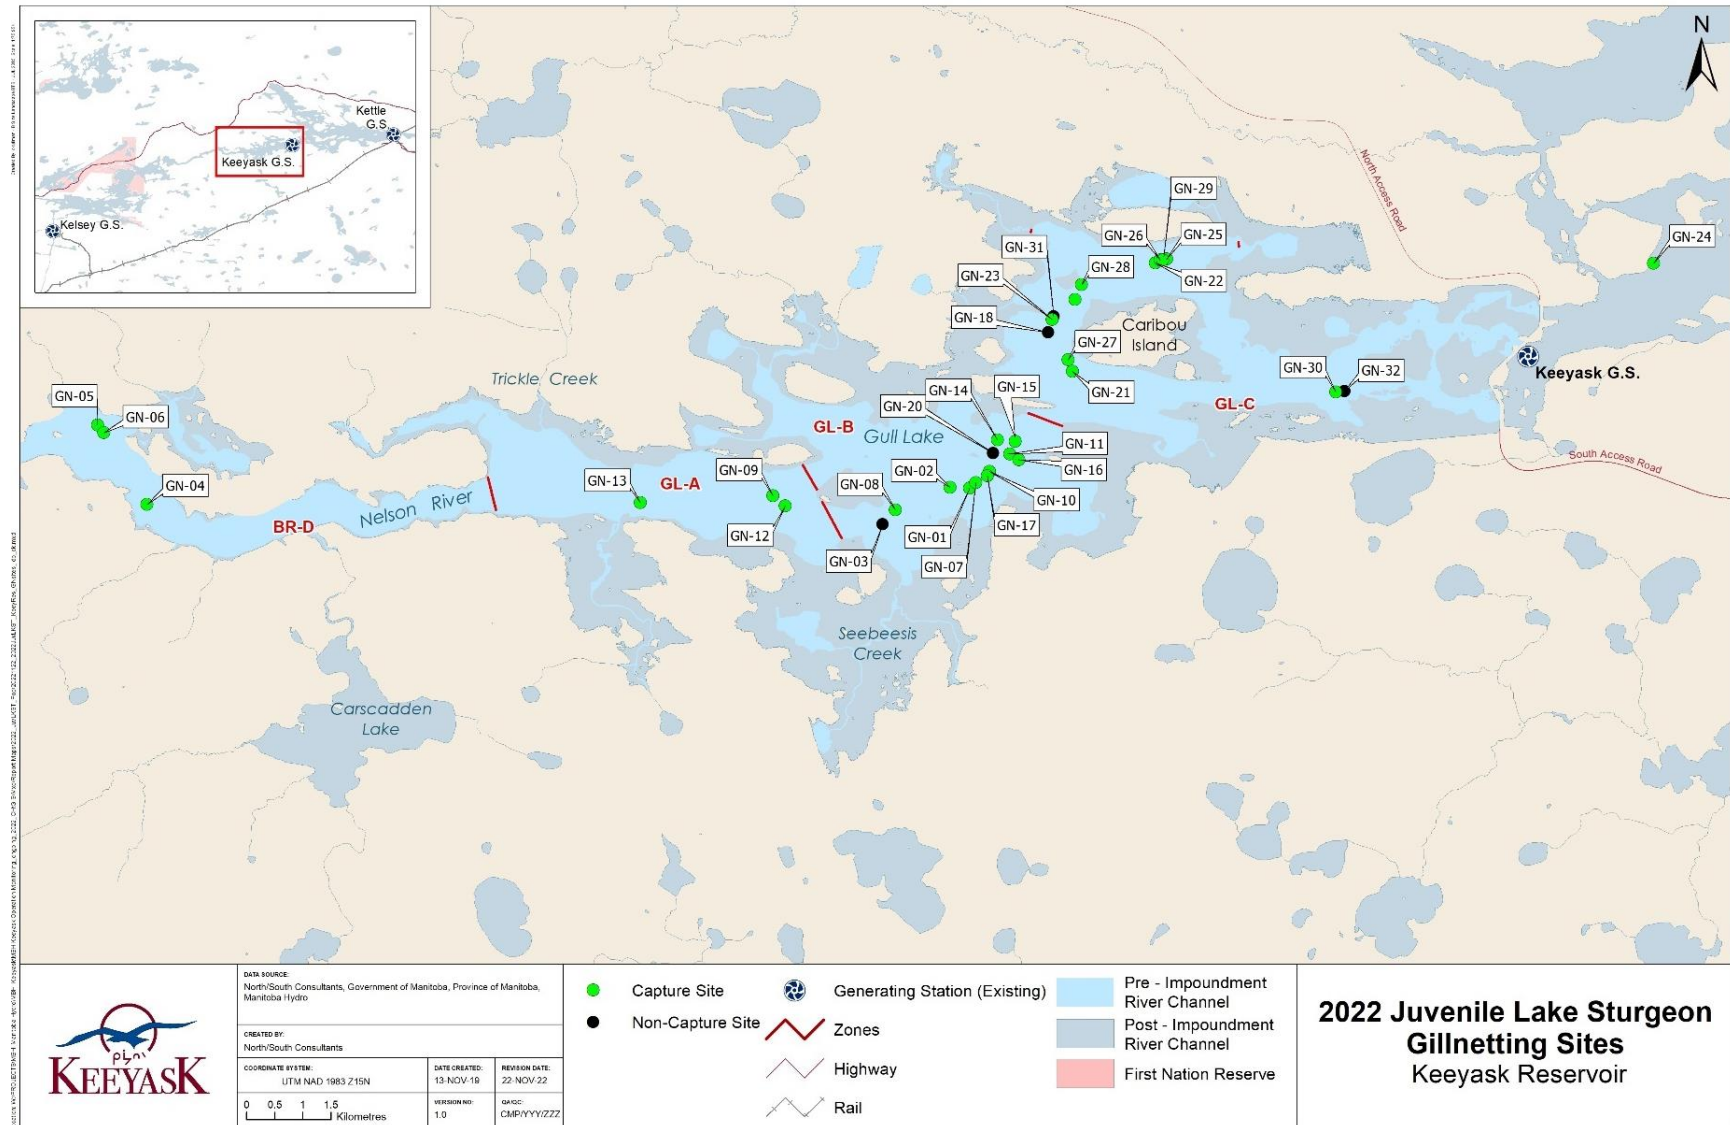 N
Kettle
G.S.
Keeyask G.S.
Kelsey G.S.
North Access Road
GN-29
GN-26
GN-25
GN-31
GN-24
GN-23
GN-28
GN-22
GN-18
Caribou
Island
GN-27
Keeyask G.S.
GN-30
GN-32
Trickle Creek
GN-14
GN-15
GN-21
GN-05
GN-20
GL-C
GN-06
GL-B
Gull Lake
GN-11
South Access Road
GN-09
GN-02
GN-16
GN-04
GN-13
GL-A
GN-08
GN-10
Nelson River
BR-D
GN-12
GN-01
GN-17
GN-03
GN-07
Seebeesis
Creek
Carscadden
Lake
KEEYASK
DATA SOURCE:
North/South Consultants, Government of Manitoba, Province of Manitoba,
Manitoba Hydro
CREATED BY:
North/South Consultants
COORDINATE SYSTEM:
UTM NAD 1983 Z15N
DATE CREATED:
13-NOV-19
REVISION DATE:
22-NOV-22
0 0.5 1 1.5
Kilometres
VERSION NO:
1.0
QA/QC:
CMP/YYY/ZZZ
Capture Site
Non-Capture Site
Generating Station (Existing)
Zones
Highway
Rail
Pre - Impoundment
River Channel
Post - Impoundment
River Channel
First Nation Reserve
2022 Juvenile Lake Sturgeon
Gillnetting Sites
Keeyask Reservoir